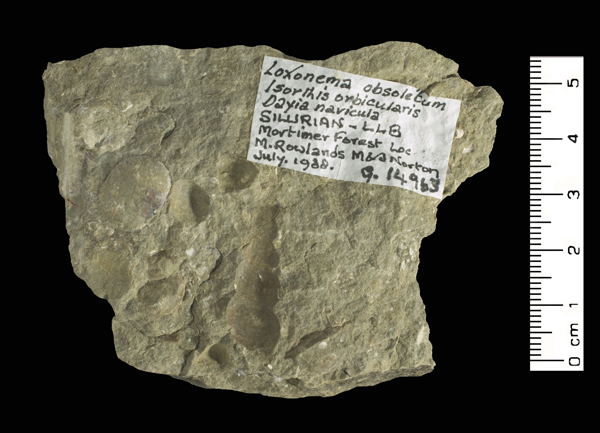 Loxonema obsoletum
Isorthis orbicularis
Dayia navicula
SILURIAN - LLB
Mortimer Forest Loc.
M. Rowlands M&J Norton
July. 1988.
G. 14963
5
4
3
2
1
0 cm